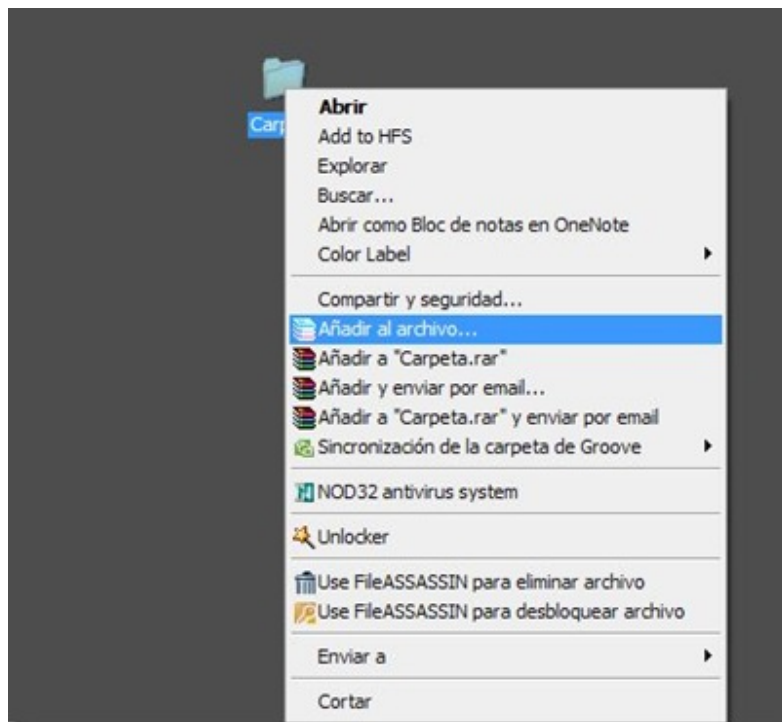 Carp
Abrir
Add to HFS
Explorar
Buscar...
Abrir como Bloc de notas en OneNote
Color Label
Compartir y seguridad...
Añadir al archivo...
Añadir a "Carpeta.rar"
Añadir y enviar por email...
Añadir a "Carpeta.rar" y enviar por email
Sincronización de la carpeta de Groove
NOD32 antivirus system
Unlocker
Use FileASSASSIN para eliminar archivo
Use FileASSASSIN para desbloquear archivo
Enviar a
Cortar